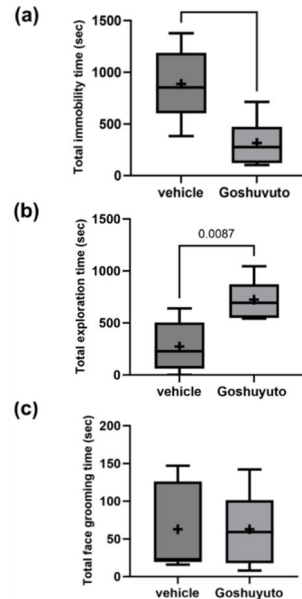 (a)
Total immobility time (sec)
1500
1000
500
0
vehicle Goshuyuto
(b)
0.0087
Total exploration time (sec)
1500
1000
500
0
vehicle Goshuyuto
(c)
Total face grooming time (sec)
200
150
100
50
0
vehicle Goshuyuto